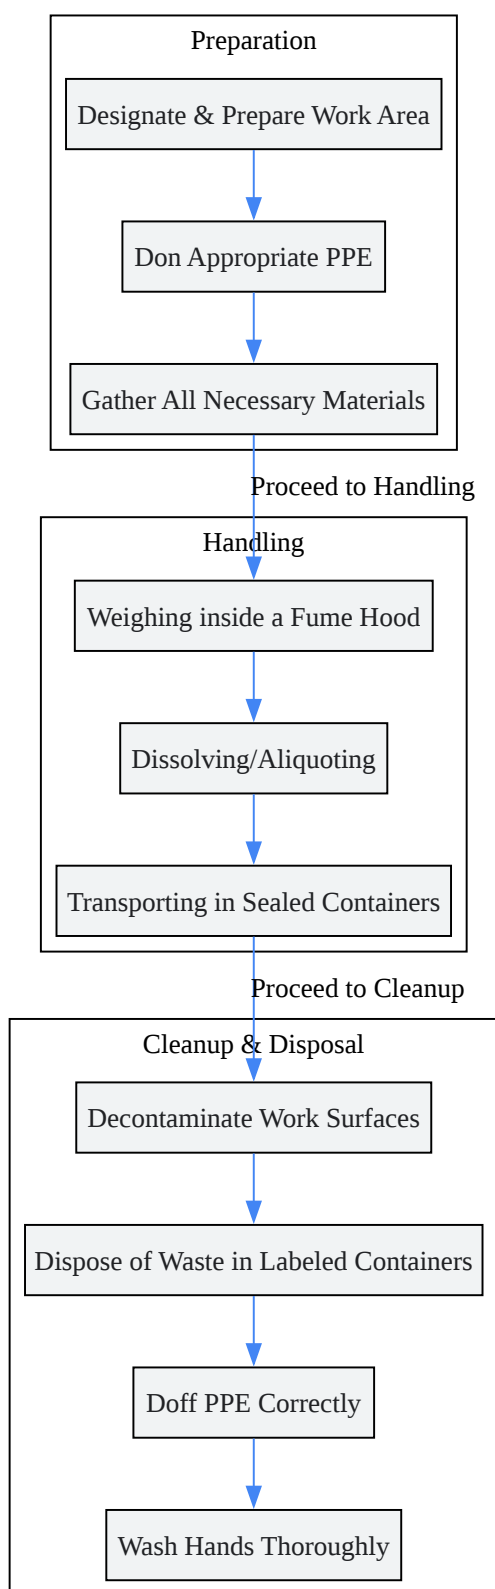 Preparation
Designate & Prepare Work Area
Don Appropriate PPE
Gather All Necessary Materials
Proceed to Handling
Handling
Weighing inside a Fume Hood
Dissolving/Aliquoting
Transporting in Sealed Containers
Proceed to Cleanup
Cleanup & Disposal
Decontaminate Work Surfaces
Dispose of Waste in Labeled Containers
Doff PPE Correctly
Wash Hands Thoroughly